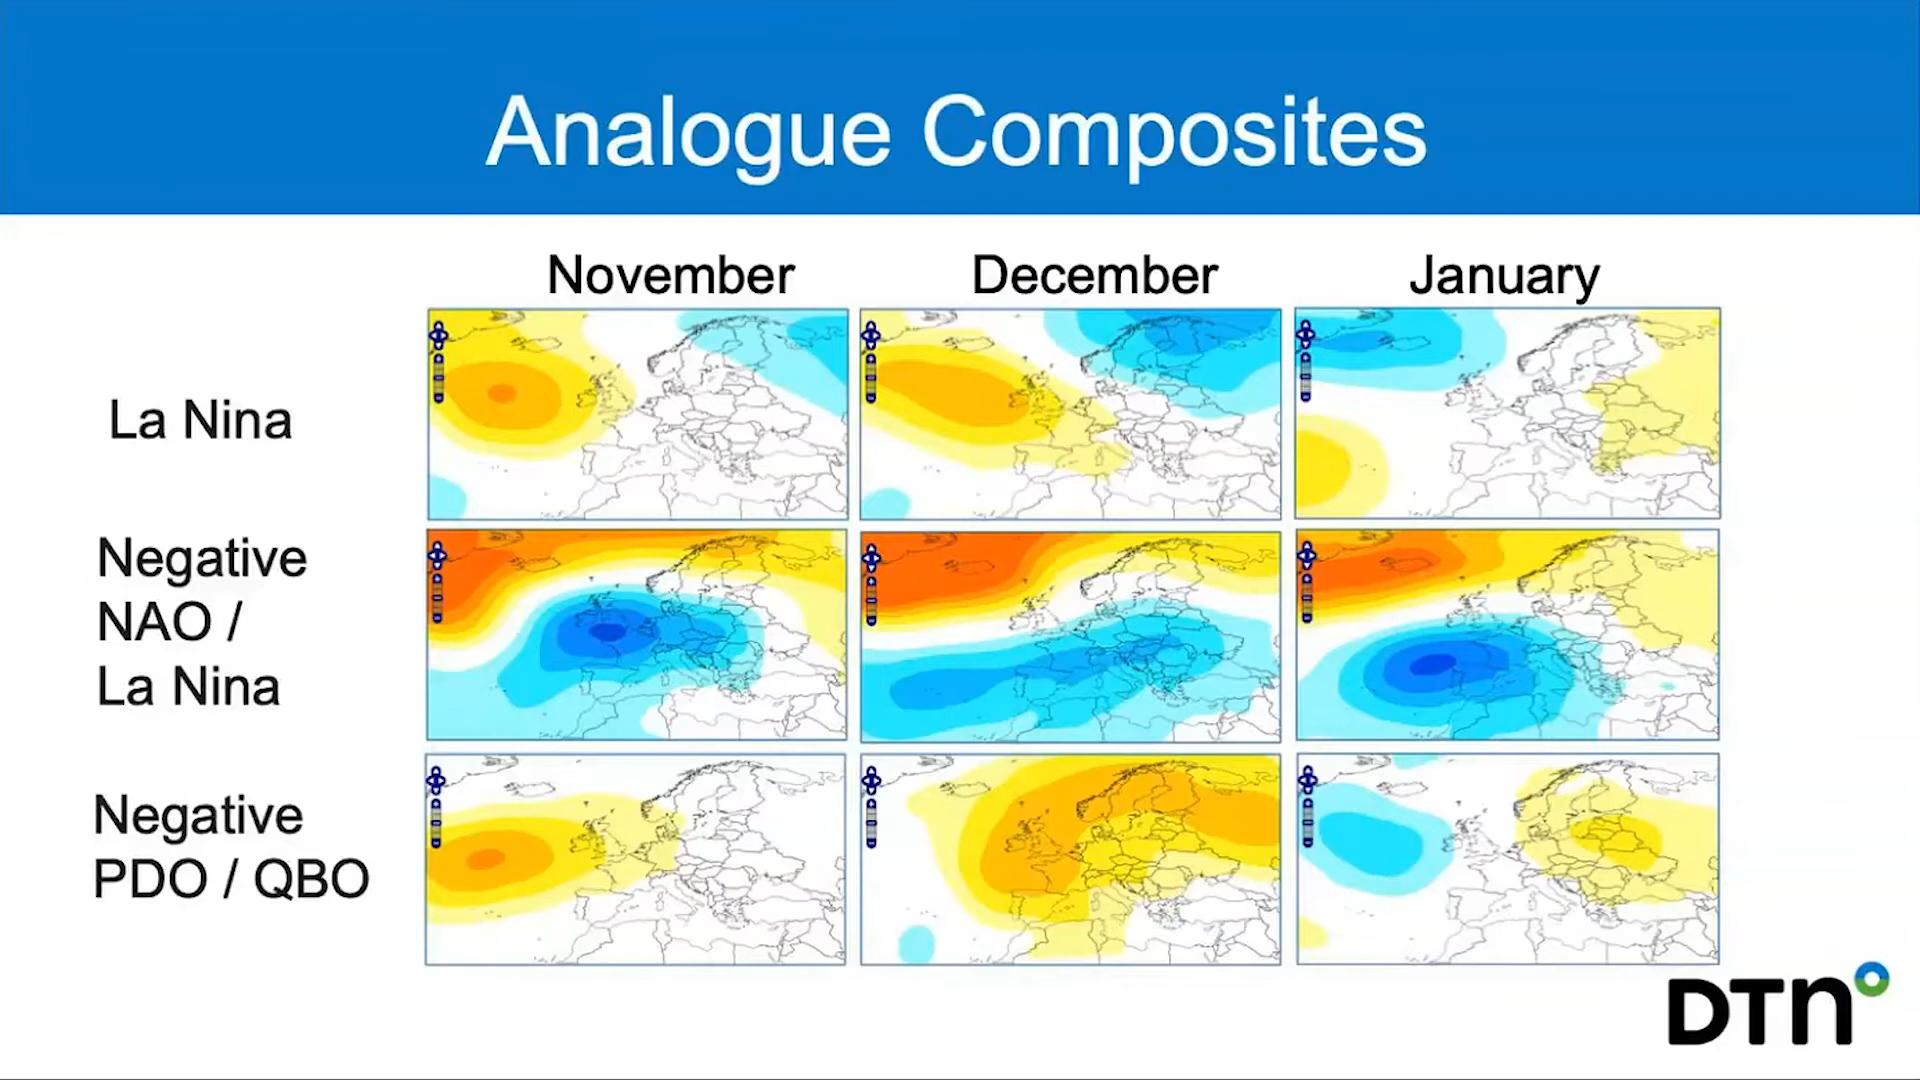 Analogue Composites
November
December
January
La Nina
Negative
NAO /
La Nina
Negative
PDO / QBO
DTN